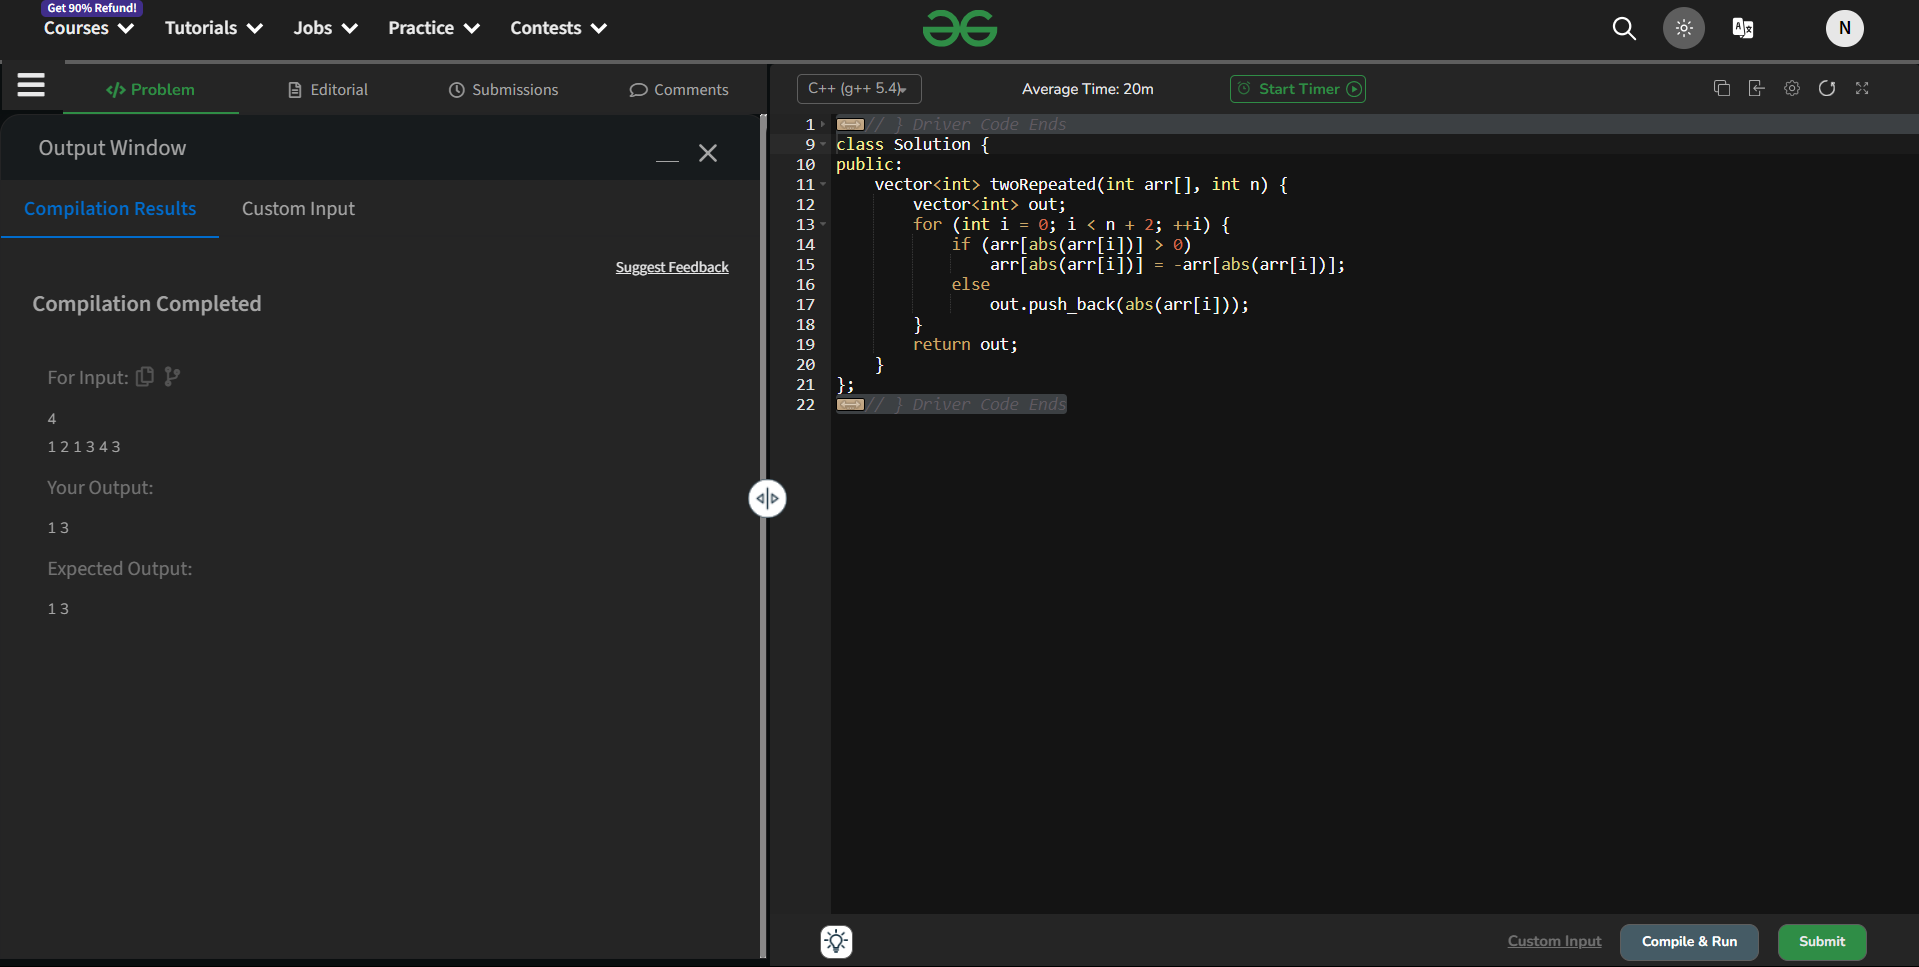 Get 90% Refund!
Courses Tutorials Jobs Practice Contests
N
</> Problem Editorial Submissions Comments
Output Window
Compilation Results Custom Input
Suggest Feedback
Compilation Completed
For Input:
4
1 2 1 3 4 3
Your Output:
1 3
Expected Output:
1 3
C++ (g++ 5.4) Average Time: 20m Start Timer
1 // } Driver Code Ends
9 class Solution {
10 public:
11     vector<int> twoRepeated(int arr[], int n) {
12         vector<int> out;
13         for (int i = 0; i < n + 2; ++i) {
14             if (arr[abs(arr[i])] > 0)
15                 arr[abs(arr[i])] = -arr[abs(arr[i])];
16             else
17                 out.push_back(abs(arr[i]));
18         }
19         return out;
20     }
21 };
22 // } Driver Code Ends
Custom Input Compile & Run Submit